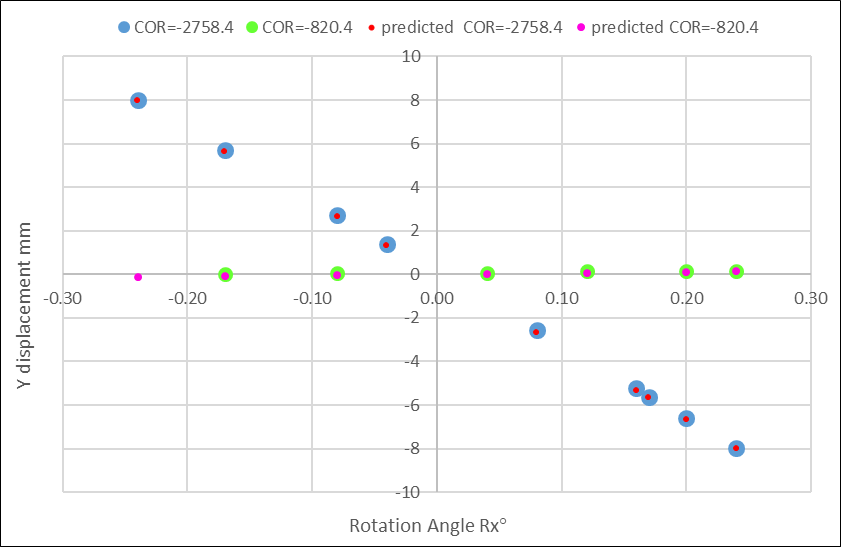 COR=-2758.4 COR=-820.4 predicted COR=-2758.4 predicted COR=-820.4
10
8
6
4
2
0
-0.30 -0.20 -0.10 0.00 0.10 0.20 0.30
-2
-4
-6
-8
-10
Y displacement mm
Rotation Angle Rx°